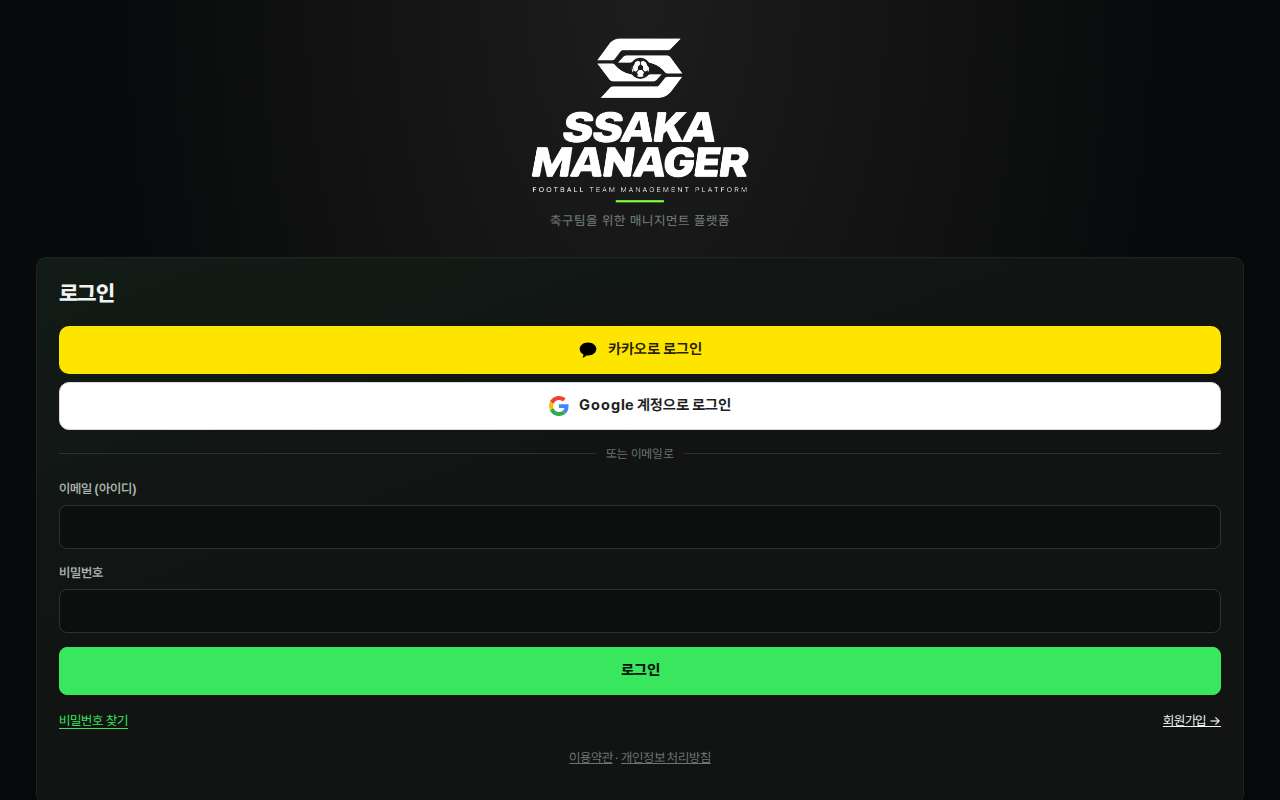 SSAKA
MANAGER
FOOTBALL TEAM MANAGEMENT PLATFORM
축구팀을 위한 매니지먼트 플랫폼
로그인
카카오로 로그인
Google 계정으로 로그인
또는 이메일로
이메일 (아이디)
비밀번호
로그인
비밀번호 찾기
회원가입 →
이용약관 · 개인정보처리방침